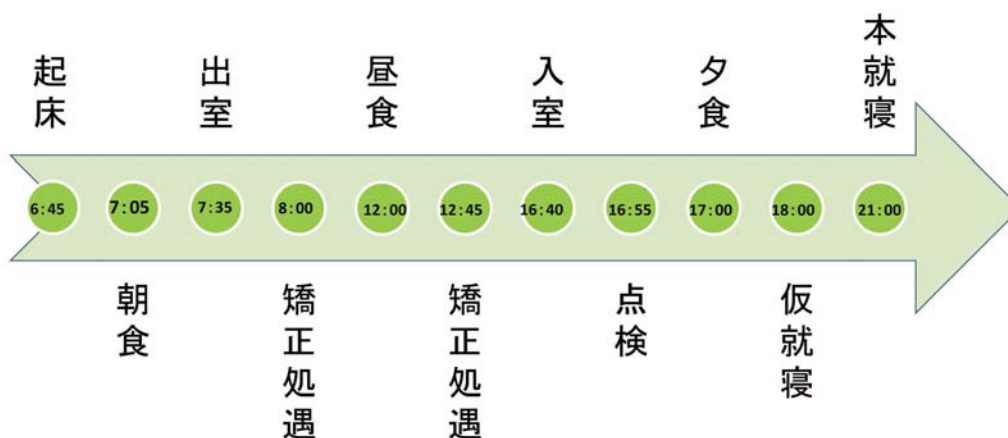 起床
6:45
7:05
朝食
出室
7:35
8:00
矯正処遇
昼食
12:00
12:45
矯正処遇
入室
16:40
16:55
点検
夕食
17:00
18:00
仮就寝
本就寝
21:00